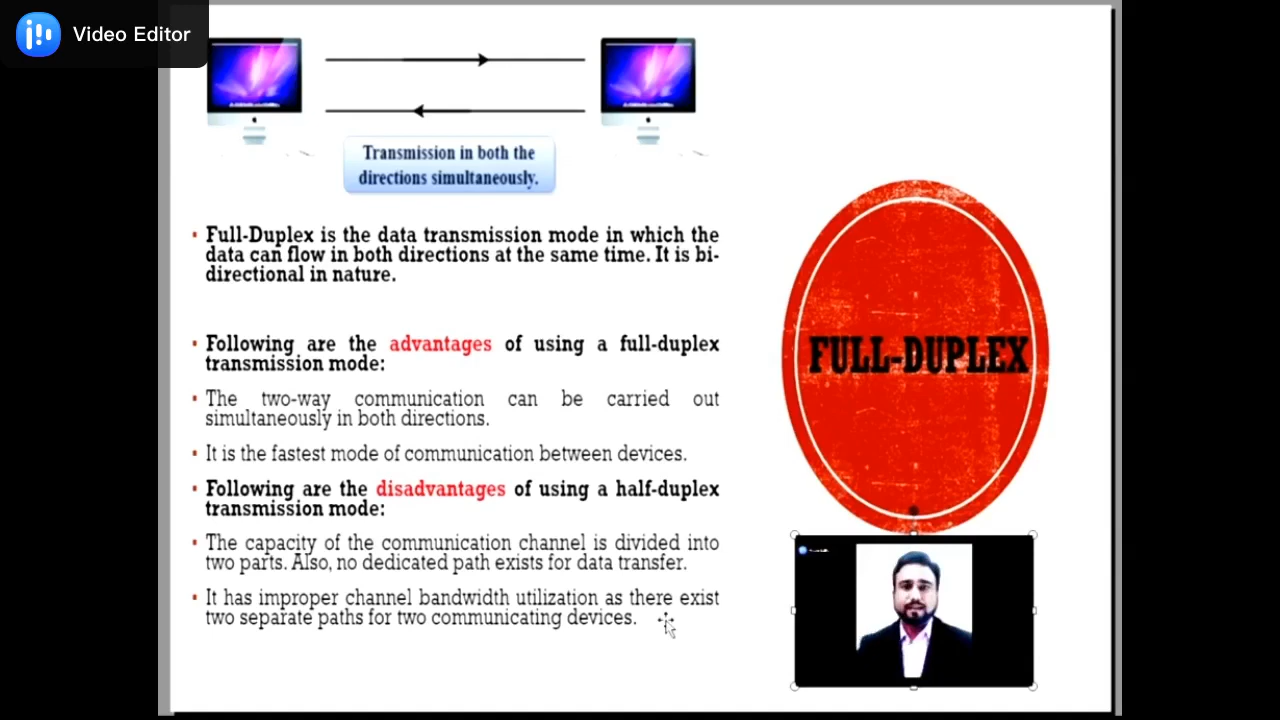 Video Editor
Transmission in both the
directions simultaneously.
Full-Duplex is the data transmission mode in which the
data can flow in both directions at the same time. It is bi-
directional in nature.
Following are the advantages of using a full-duplex
transmission mode:
The two-way communication can be carried out
simultaneously in both directions.
It is the fastest mode of communication between devices.
Following are the disadvantages of using a half-duplex
transmission mode:
The capacity of the communication channel is divided into
two parts. Also, no dedicated path exists for data transfer.
It has improper channel bandwidth utilization as there exist
two separate paths for two communicating devices.
FULL-DUPLEX